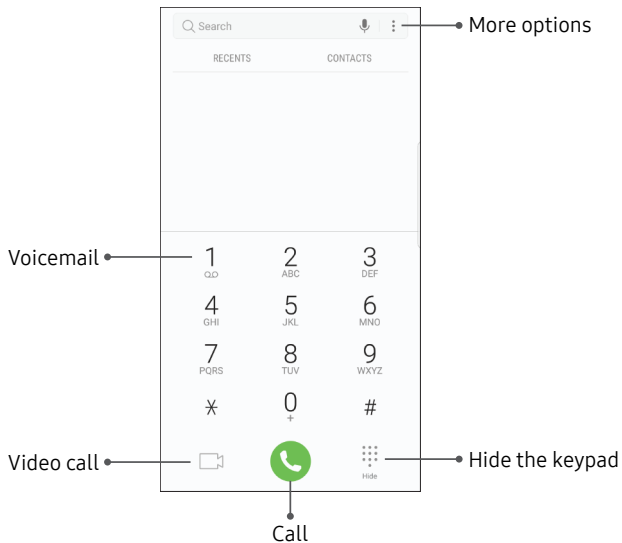 Search
More options
RECENTS CONTACTS
Voicemail
1 2 3
ABC DEF
4 5 6
GHI JKL MNO
7 8 9
PQRS TUV WXYZ
* 0 #
+
Video call
Hide the keypad
Hide
Call